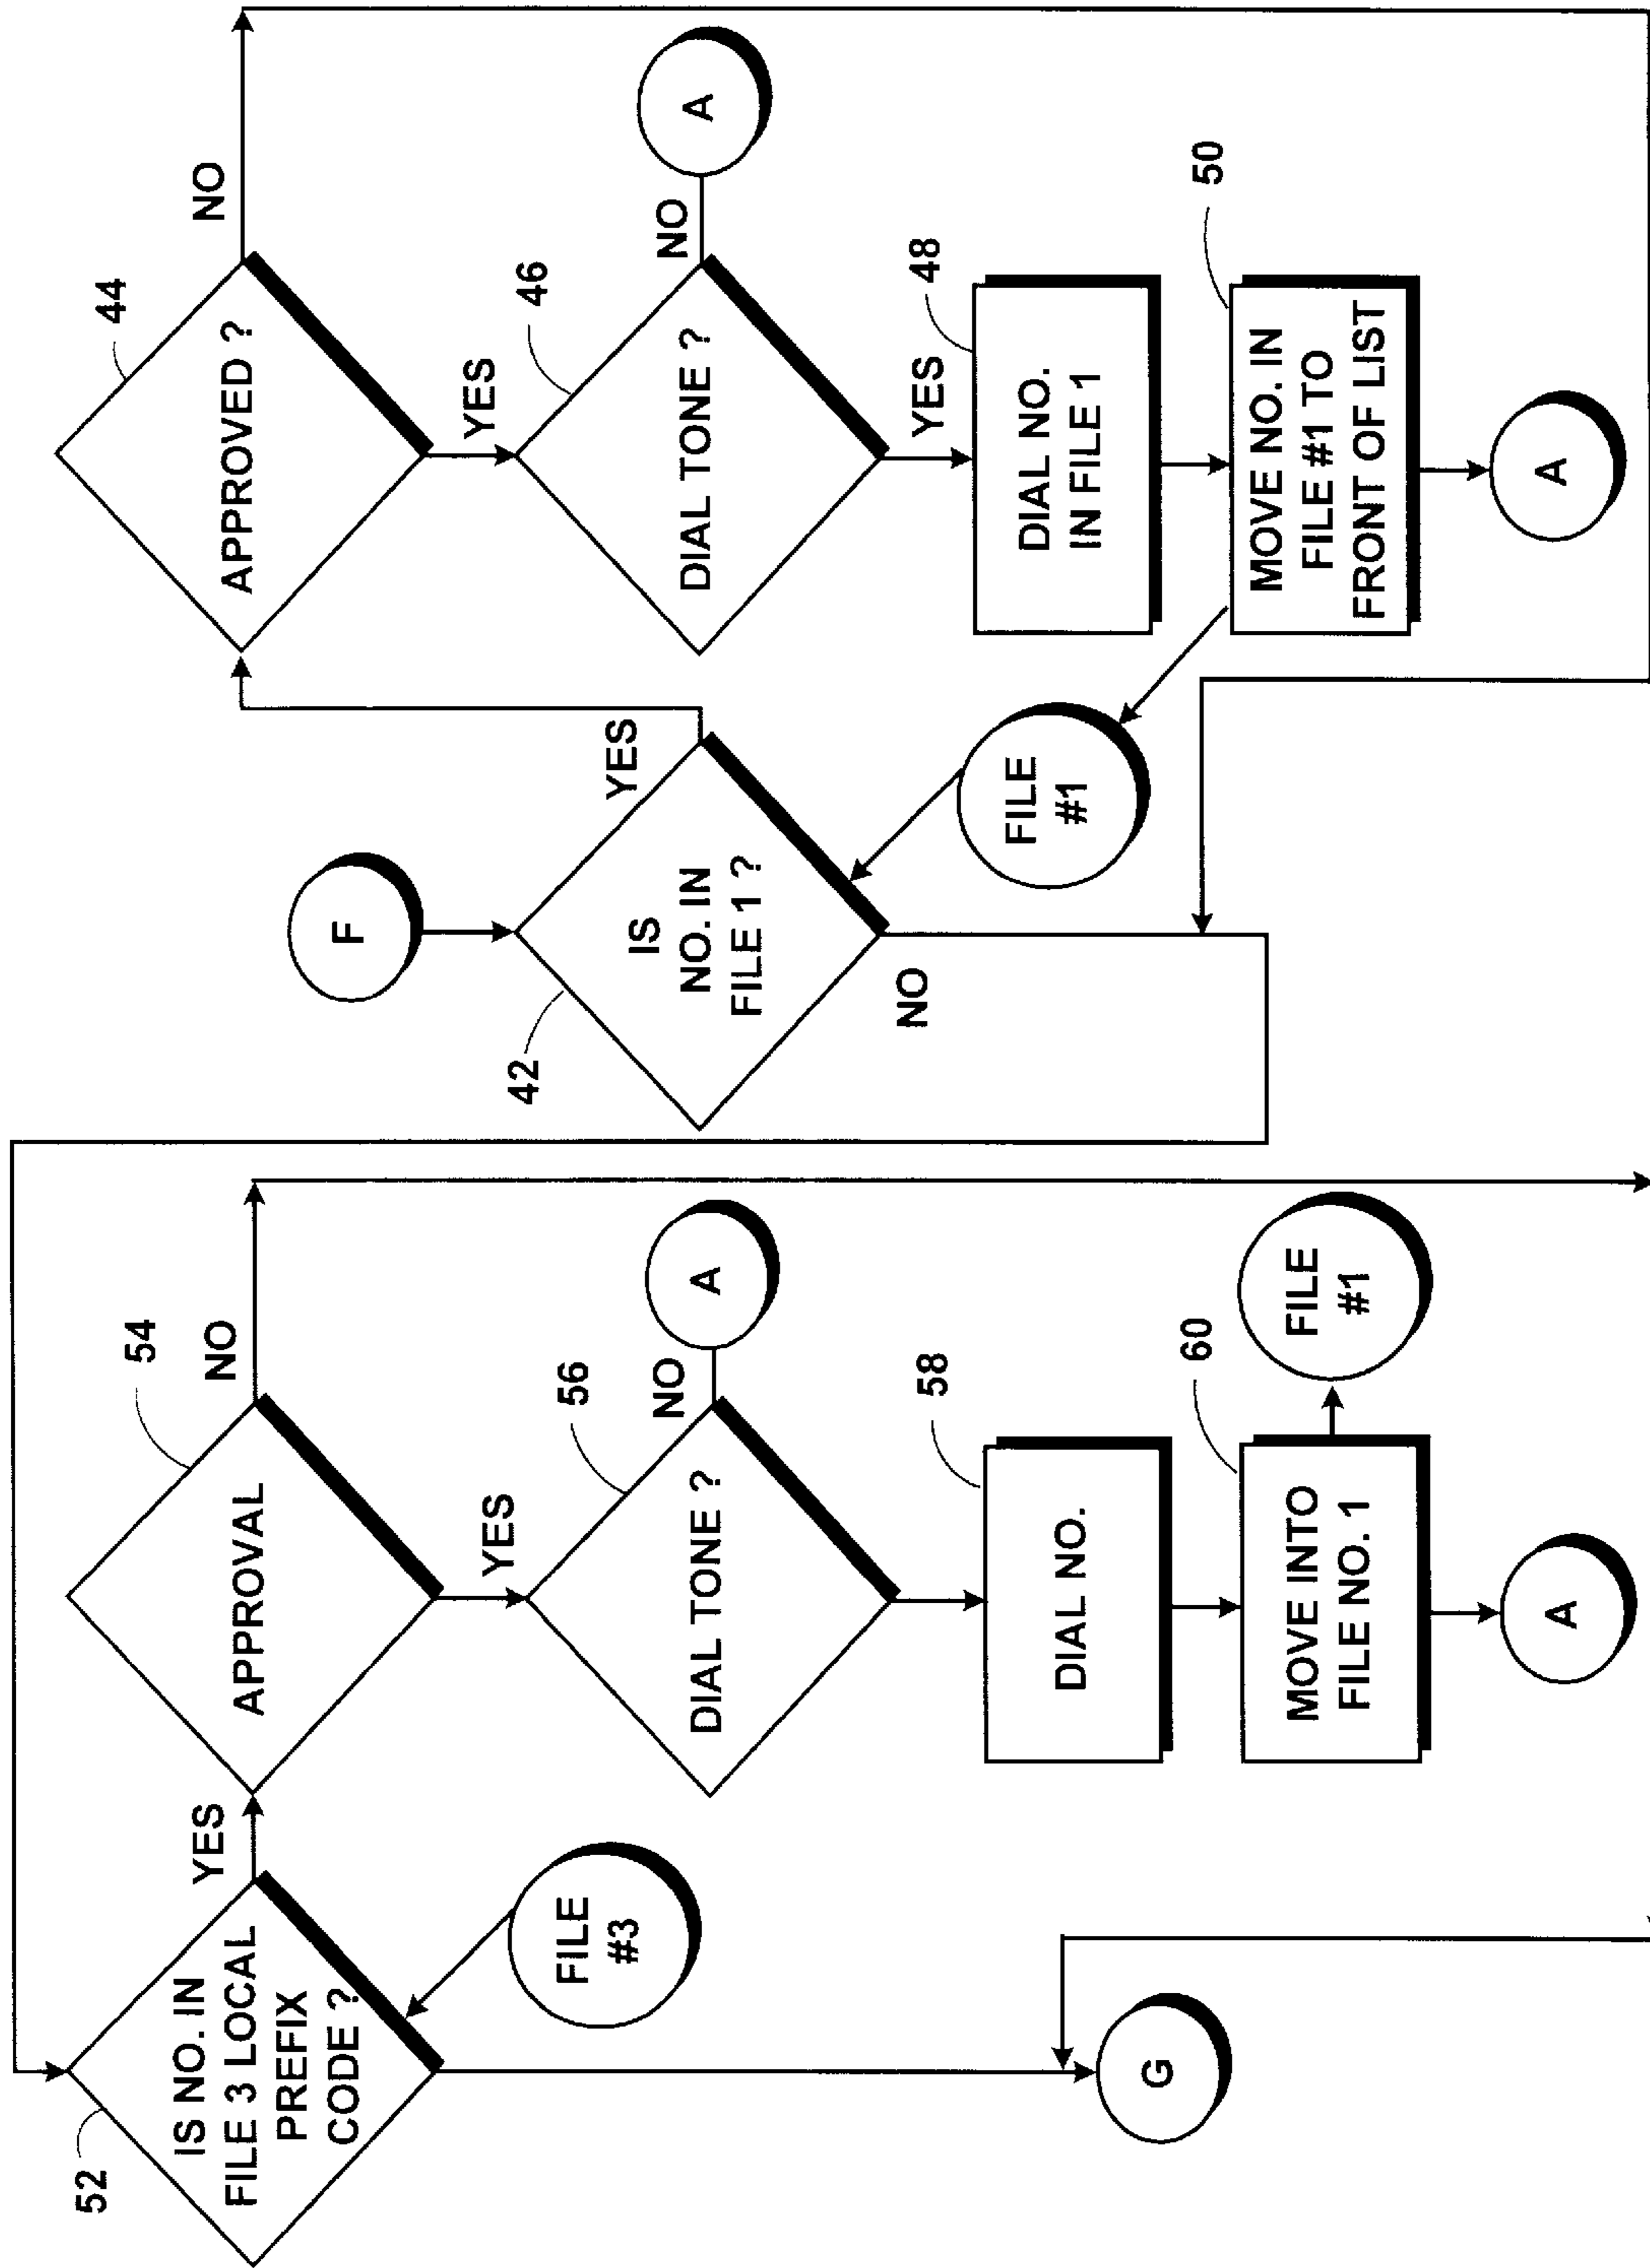 F
42
IS
NO. IN
FILE 1 ?
YES
NO
FILE
#1
44
APPROVED ?
NO
YES
46
DIAL TONE ?
NO
A
YES
48
DIAL NO.
IN FILE 1
50
MOVE NO. IN
FILE #1 TO
FRONT OF LIST
A
52
IS NO. IN
FILE 3 LOCAL
PREFIX
CODE ?
YES
FILE
#3
G
54
APPROVAL
NO
YES
56
DIAL TONE ?
NO
A
58
DIAL NO.
60
MOVE INTO
FILE NO. 1
FILE
#1
A